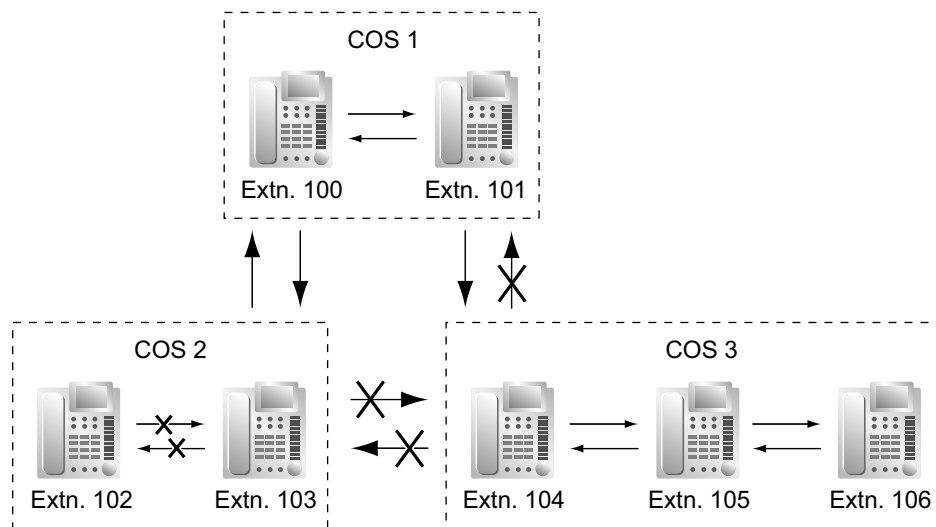 COS 1
Extn. 100 Extn. 101
COS 2 COS 3
Extn. 102 Extn. 103 Extn. 104 Extn. 105 Extn. 106